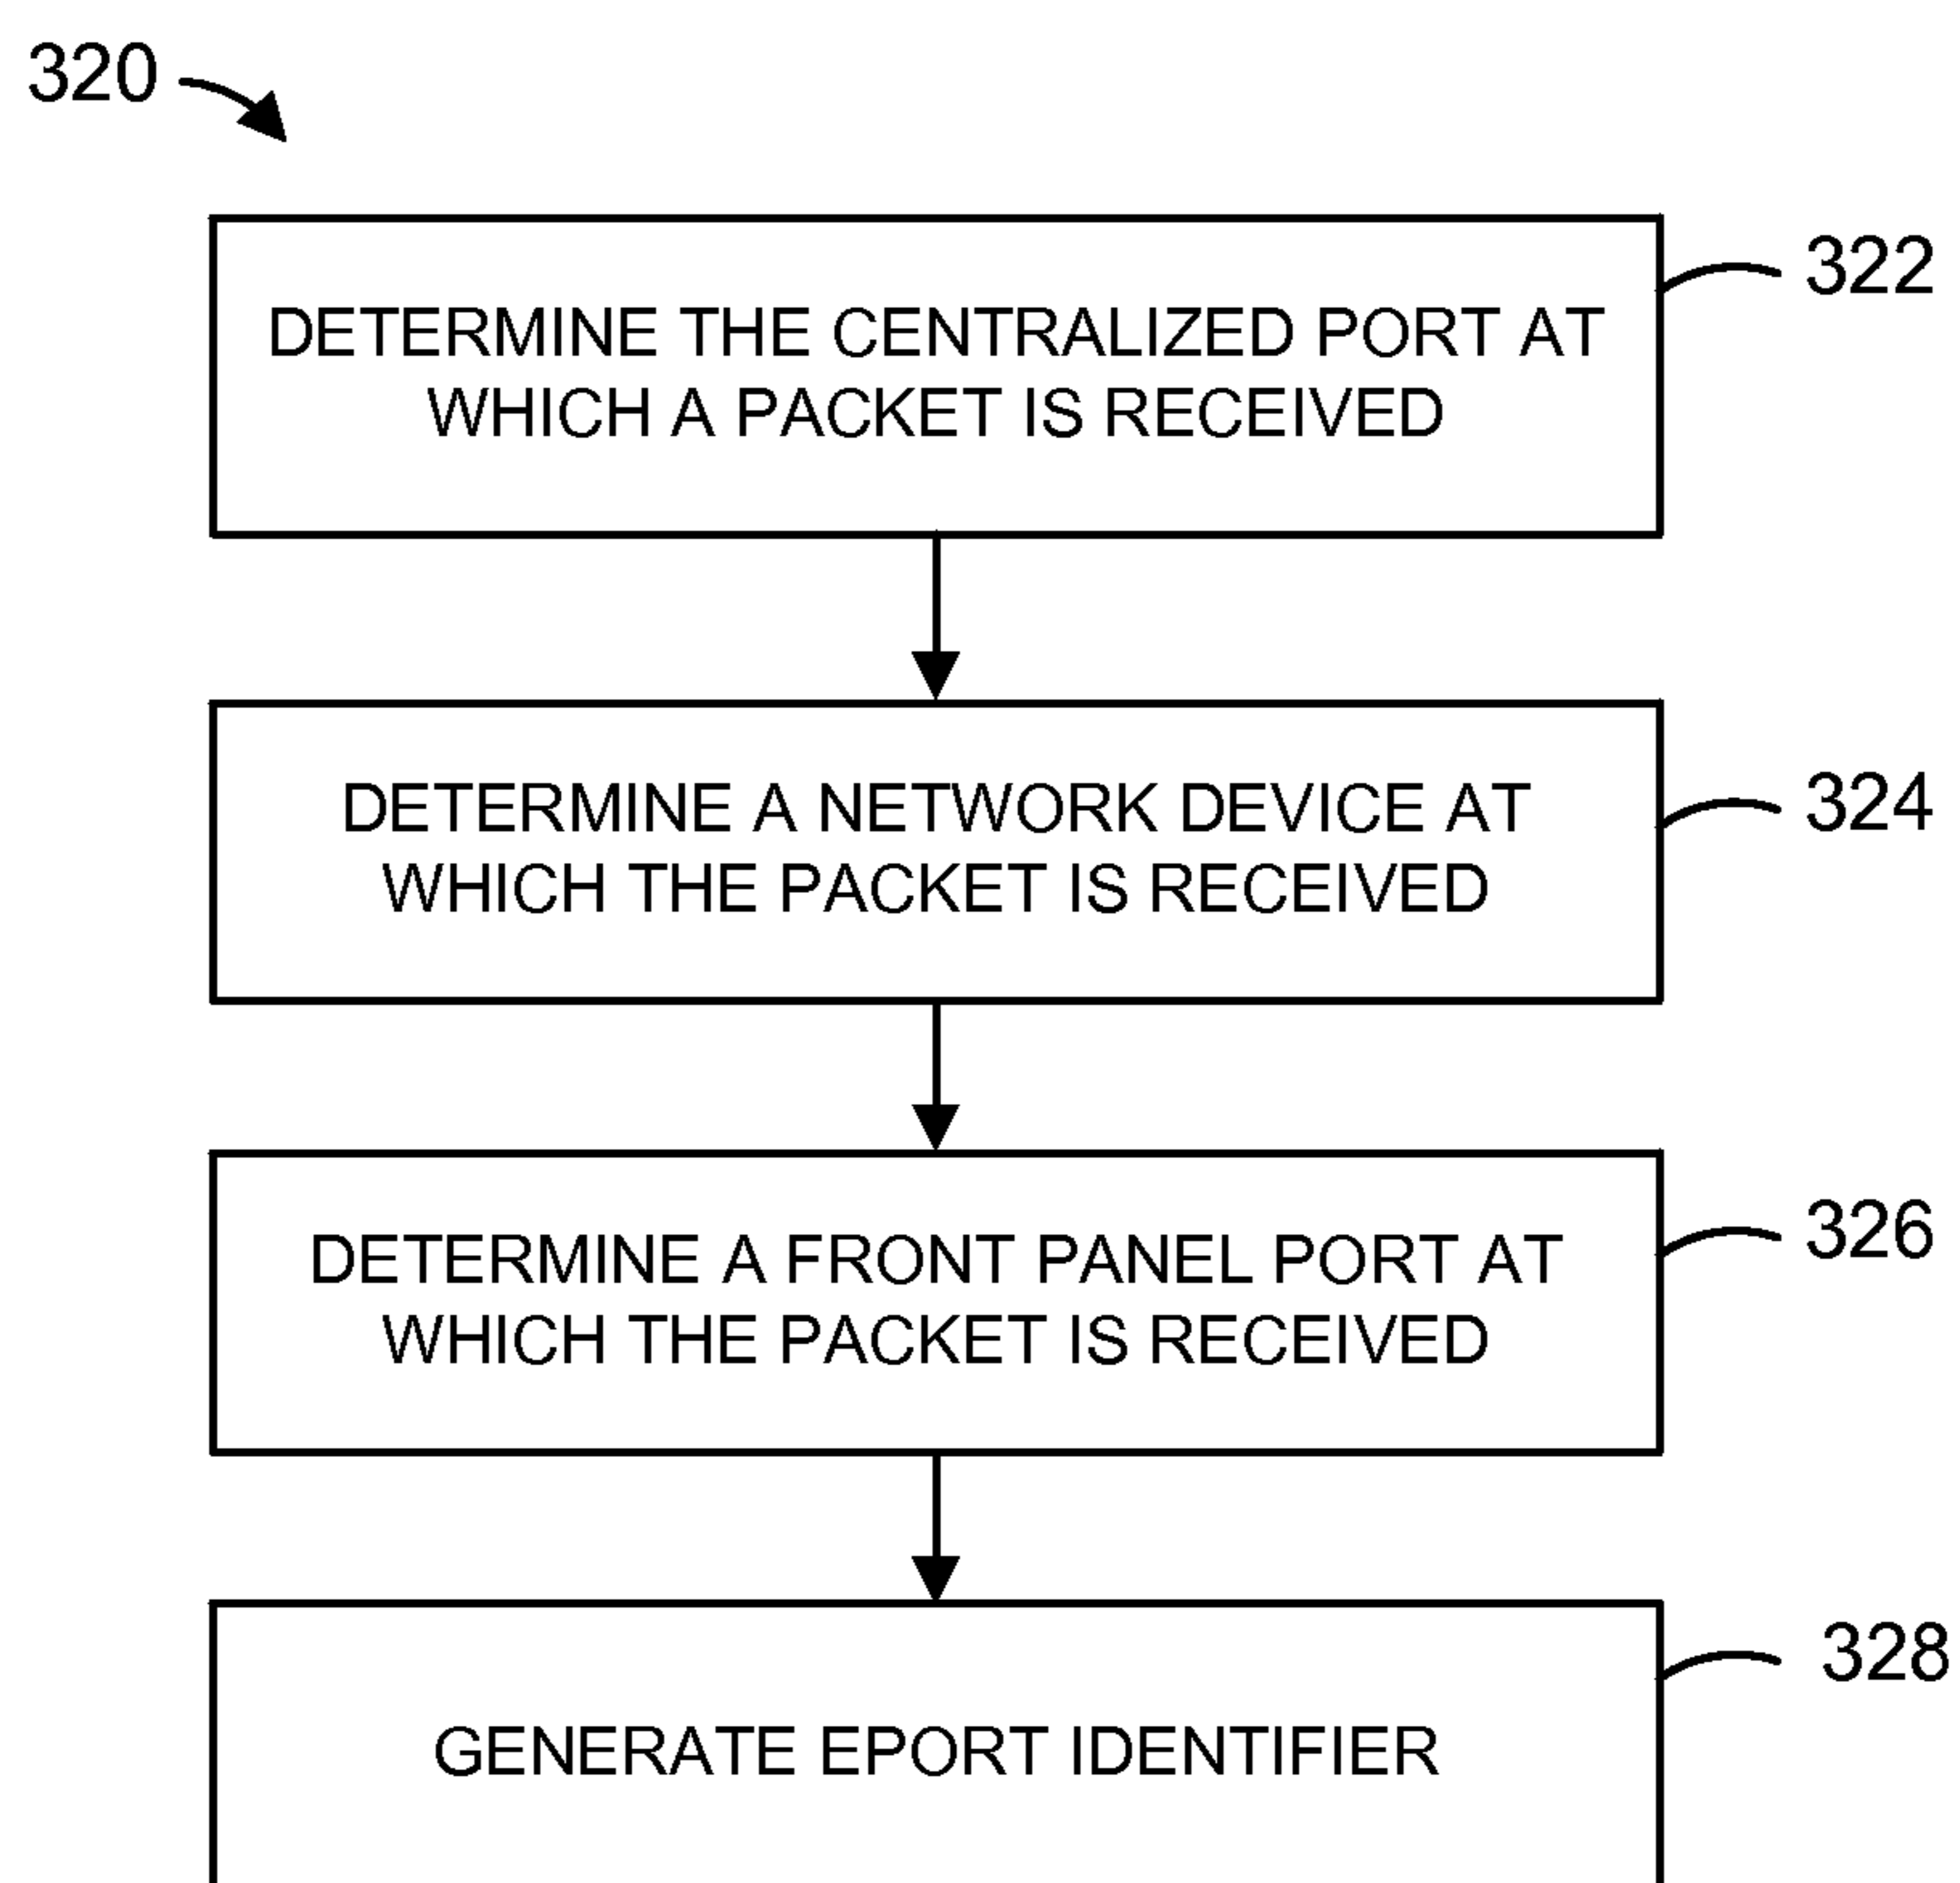 320
322
DETERMINE THE CENTRALIZED PORT AT
WHICH A PACKET IS RECEIVED
324
DETERMINE A NETWORK DEVICE AT
WHICH THE PACKET IS RECEIVED
326
DETERMINE A FRONT PANEL PORT AT
WHICH THE PACKET IS RECEIVED
328
GENERATE EPORT IDENTIFIER